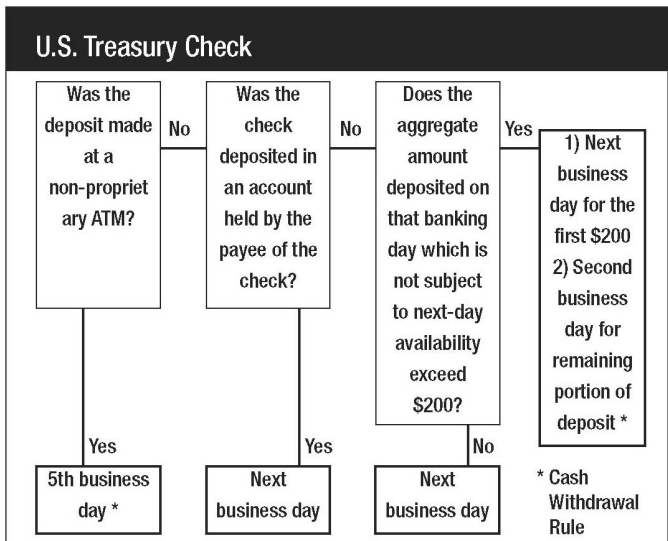 U.S. Treasury Check
Was the
deposit made
at a
non-propriet
ary ATM?
No
Was the
check
deposited in
an account
held by the
payee of the
check?
No
Does the
aggregate
amount
deposited on
that banking
day which is
not subject
to next-day
availability
exceed
$200?
Yes
1) Next
business
day for the
first $200
2) Second
business
day for
remaining
portion of
deposit *
Yes
5th business
day *
Yes
Next
business day
No
Next
business day
* Cash
Withdrawal
Rule